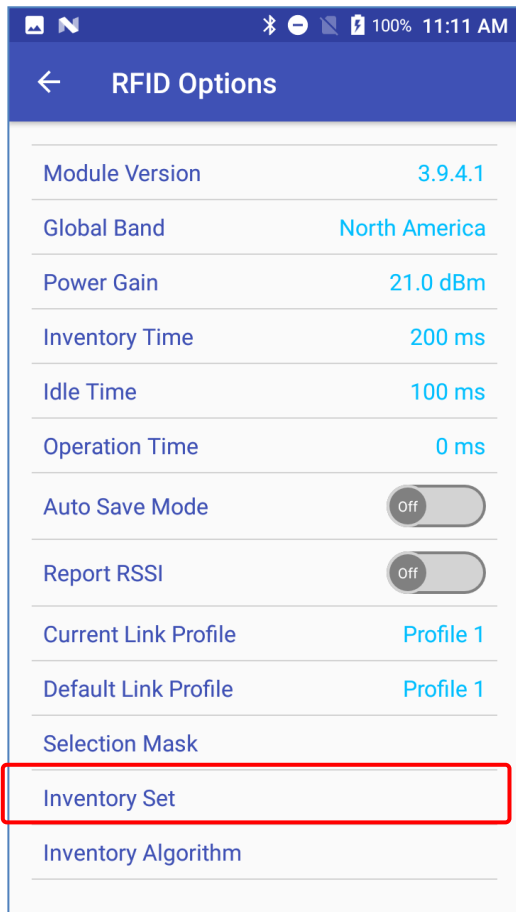 100% 11:11 AM
RFID Options
Module Version 3.9.4.1
Global Band North America
Power Gain 21.0 dBm
Inventory Time 200 ms
Idle Time 100 ms
Operation Time 0 ms
Auto Save Mode Off
Report RSSI Off
Current Link Profile Profile 1
Default Link Profile Profile 1
Selection Mask
Inventory Set
Inventory Algorithm